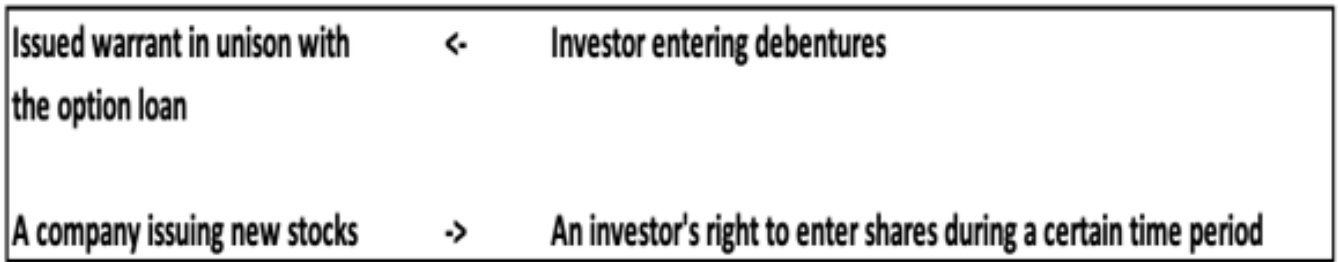 Issued warrant in unison with <- Investor entering debentures
the option loan
A company issuing new stocks -> An investor's right to enter shares during a certain time period